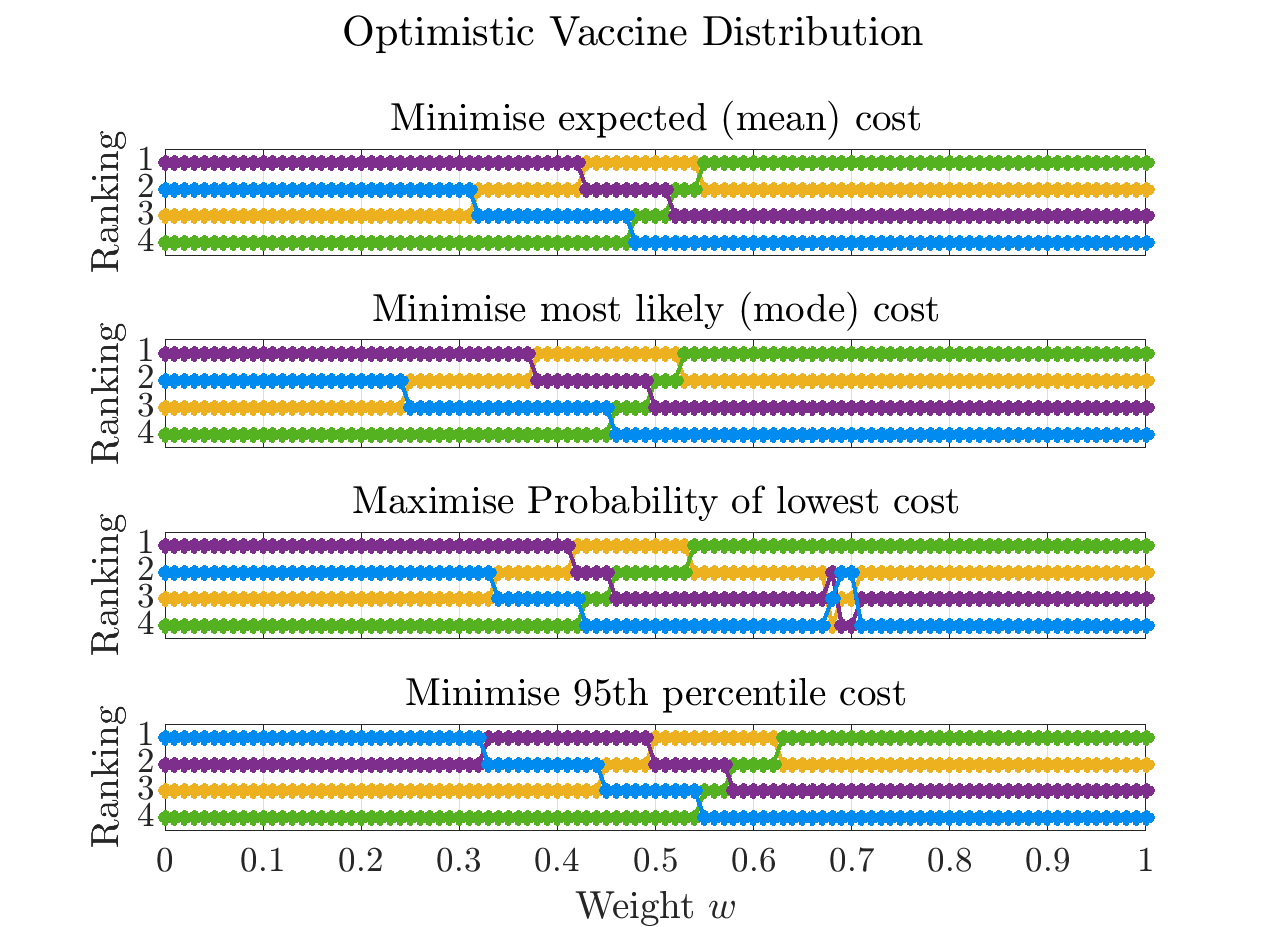 Optimistic Vaccine Distribution
Minimise expected (mean) cost
Ranking
1
2
3
4
Minimise most likely (mode) cost
Ranking
1
2
3
4
Maximise Probability of lowest cost
Ranking
1
2
3
4
Minimise 95th percentile cost
Ranking
1
2
3
4
0 0.1 0.2 0.3 0.4 0.5 0.6 0.7 0.8 0.9 1
Weight w